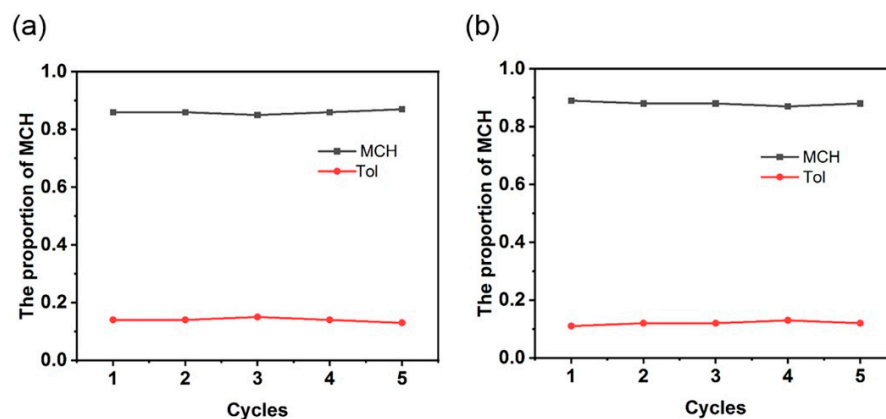 (a)
The proportion of MCH
1.0
0.8
0.6
0.4
0.2
0.0
MCH
Tol
1 2 3 4 5
Cycles
(b)
The proportion of MCH
1.0
0.8
0.6
0.4
0.2
0.0
MCH
Tol
1 2 3 4 5
Cycles